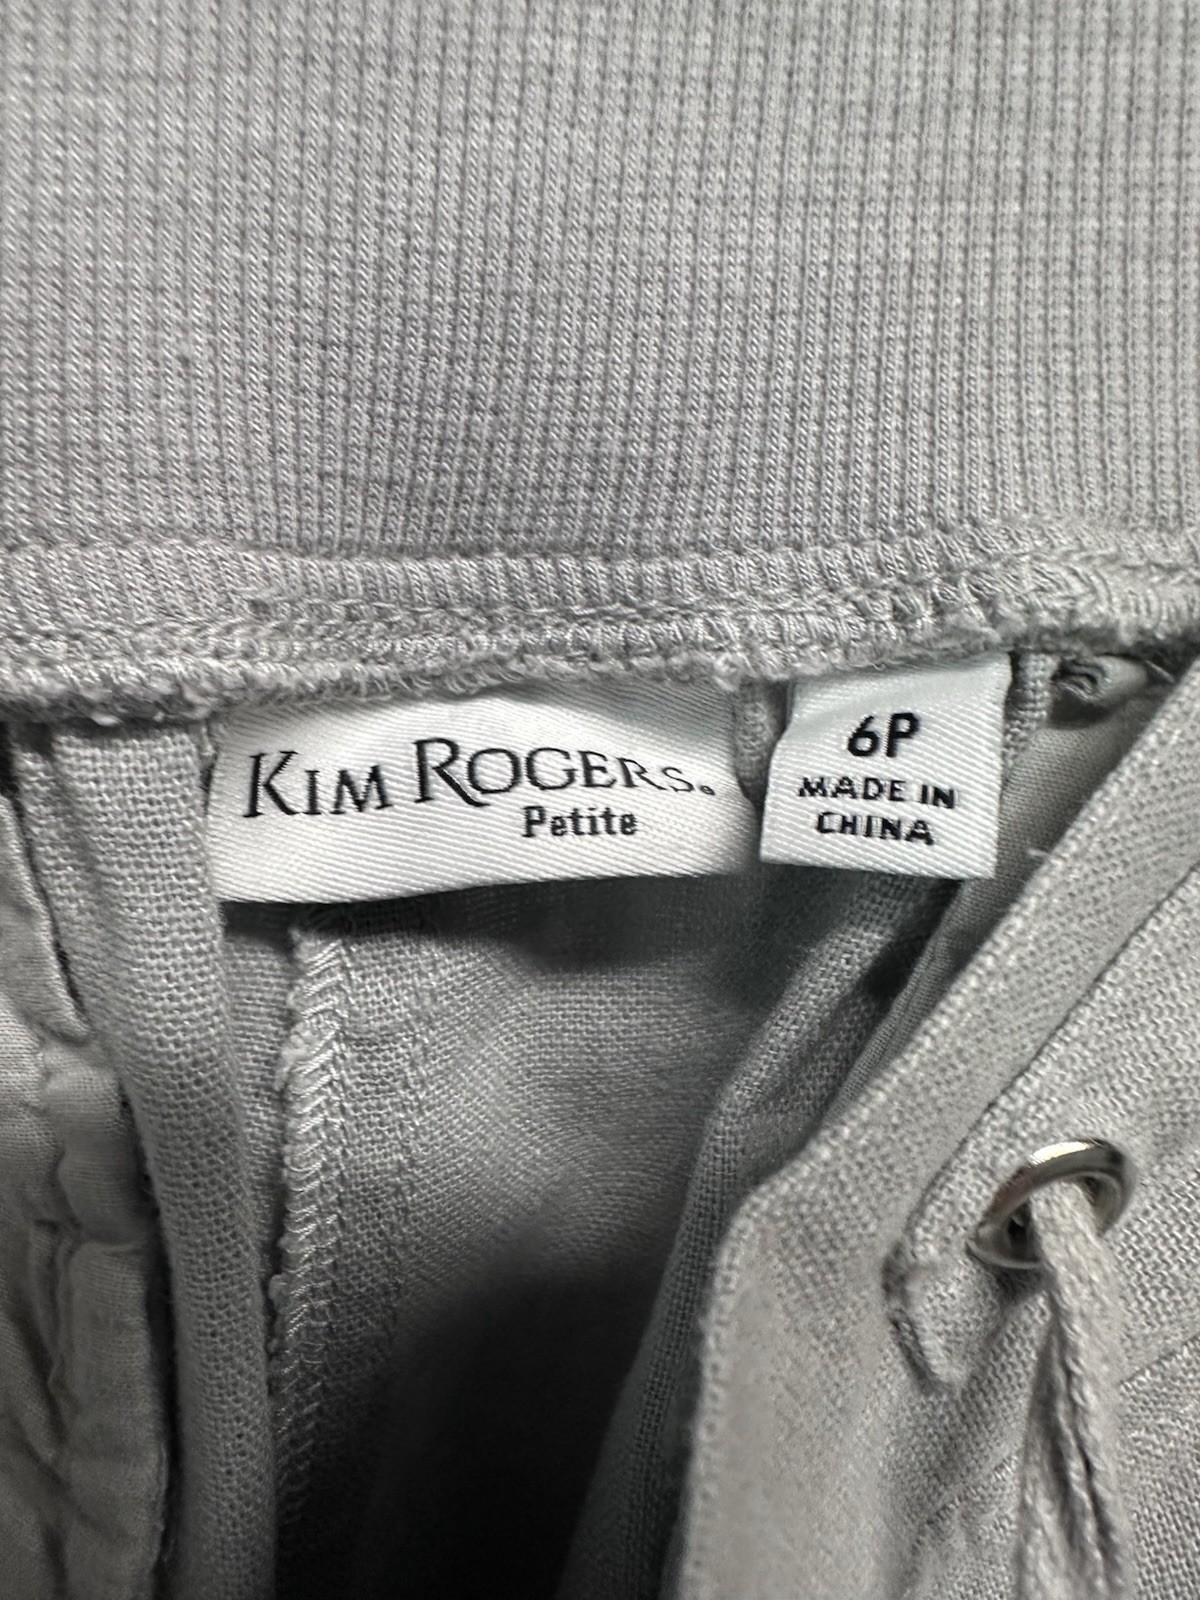 KIM ROGERS®
Petite
6P
MADE IN
CHINA